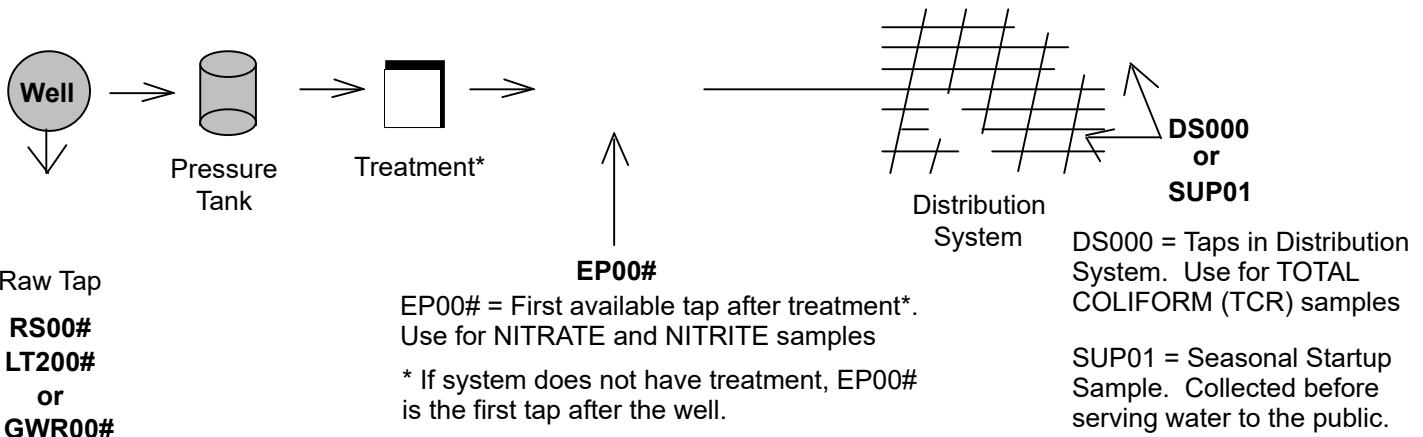 Well
Pressure
Tank
Treatment*
Distribution
System
DS000
or
SUP01
Raw Tap
RS00#
LT200#
or
GWR00#
EP00#
EP00# = First available tap after treatment*.
Use for NITRATE and NITRITE samples
* If system does not have treatment, EP00#
is the first tap after the well.
DS000 = Taps in Distribution
System. Use for TOTAL
COLIFORM (TCR) samples
SUP01 = Seasonal Startup
Sample. Collected before
serving water to the public.